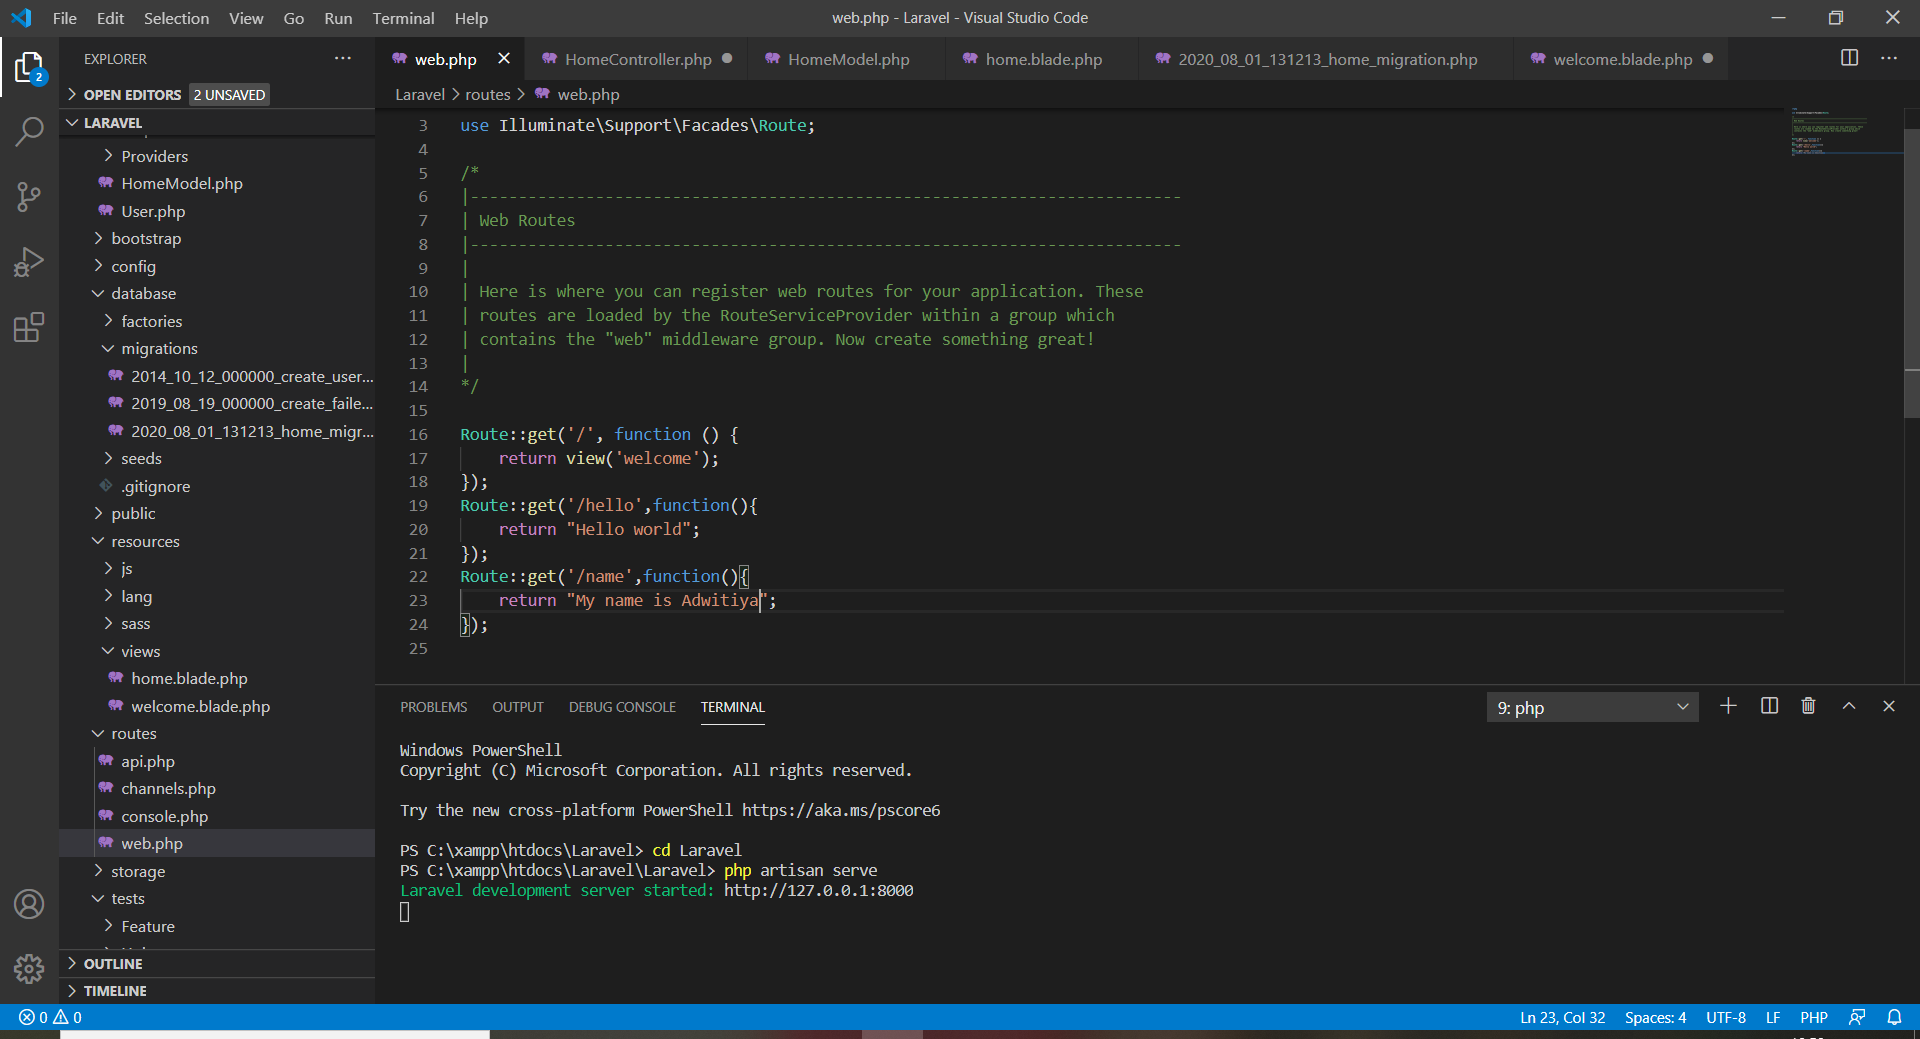 File Edit Selection View Go Run Terminal Help
web.php - Laravel - Visual Studio Code
EXPLORER
2
OPEN EDITORS 2 UNSAVED
LARAVEL
Providers
HomeModel.php
User.php
bootstrap
config
database
factories
migrations
2014_10_12_000000_create_user...
2019_08_19_000000_create_faile...
2020_08_01_131213_home_migr...
seeds
.gitignore
public
resources
js
lang
sass
views
home.blade.php
welcome.blade.php
routes
api.php
channels.php
console.php
web.php
storage
tests
Feature
OUTLINE
TIMELINE
web.php HomeController.php HomeModel.php home.blade.php 2020_08_01_131213_home_migration.php welcome.blade.php
Laravel > routes > web.php
3 use Illuminate\Support\Facades\Route;
4
5 /*
6 |--------------------------------------------------------------------------
7 | Web Routes
8 |--------------------------------------------------------------------------
9 |
10 | Here is where you can register web routes for your application. These
11 | routes are loaded by the RouteServiceProvider within a group which
12 | contains the "web" middleware group. Now create something great!
13 |
14 */
15
16 Route::get('/', function () {
17 return view('welcome');
18 });
19 Route::get('/hello',function(){
20 return "Hello world";
21 });
22 Route::get('/name',function(){
23 return "My name is Adwitiya";
24 });
25
PROBLEMS OUTPUT DEBUG CONSOLE TERMINAL 9: php
Windows PowerShell
Copyright (C) Microsoft Corporation. All rights reserved.
Try the new cross-platform PowerShell https://aka.ms/pscore6
PS C:\xampp\htdocs\Laravel> cd Laravel
PS C:\xampp\htdocs\Laravel\Laravel> php artisan serve
Laravel development server started: http://127.0.0.1:8000
0 0 Ln 23, Col 32 Spaces: 4 UTF-8 LF PHP